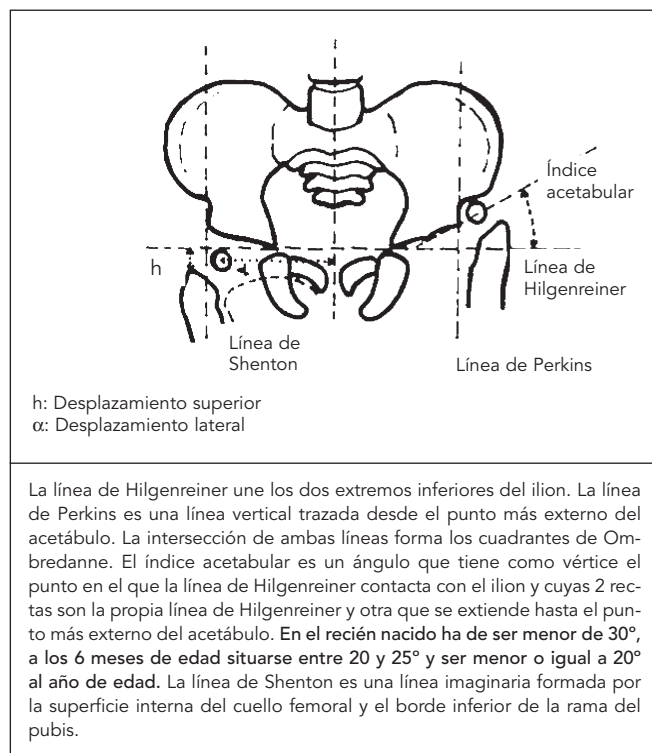 Índice
acetabular
h
Línea de
Hilgenreiner
Línea de
Shenton
Línea de Perkins
h: Desplazamiento superior
α: Desplazamiento lateral
La línea de Hilgenreiner une los dos extremos inferiores del ilion. La línea
de Perkins es una línea vertical trazada desde el punto más externo del
acetábulo. La intersección de ambas líneas forma los cuadrantes de Om-
bredanne. El índice acetabular es un ángulo que tiene como vértice el
punto en el que la línea de Hilgenreiner contacta con el ilion y cuyas 2 rec-
tas son la propia línea de Hilgenreiner y otra que se extiende hasta el pun-
to más externo del acetábulo. En el recién nacido ha de ser menor de 30º,
a los 6 meses de edad situarse entre 20 y 25º y ser menor o igual a 20º
al año de edad. La línea de Shenton es una línea imaginaria formada por
la superficie interna del cuello femoral y el borde inferior de la rama del
pubis.